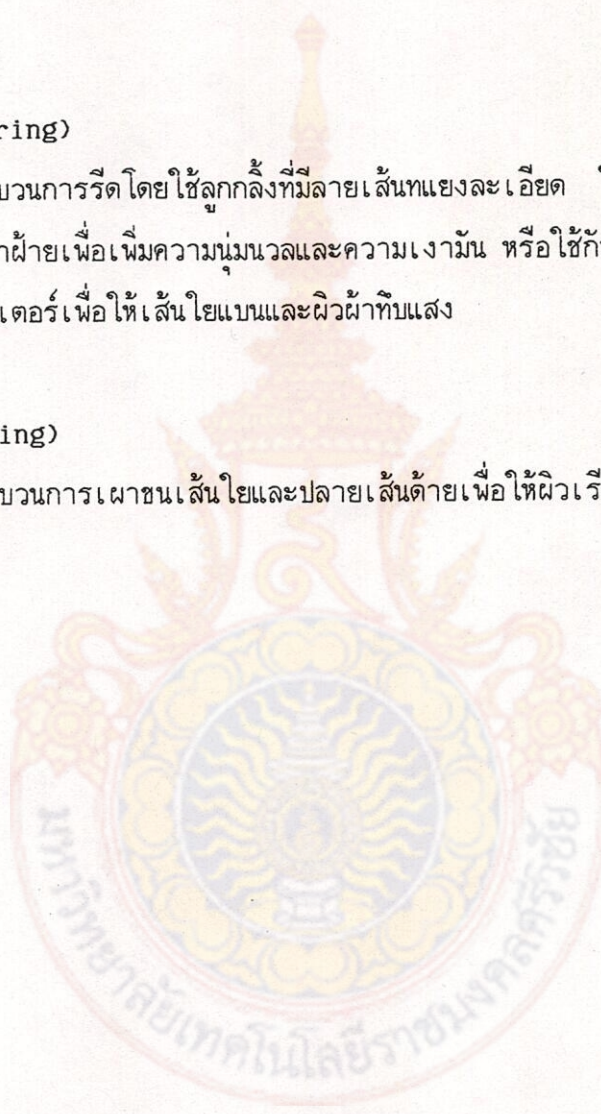 ring)
บวนการรีดโดยใช้ลูกกลิ้งที่มีลายเส้นทแยงละเอียด
าฝ้ายเพื่อเพิ่มความนุ่มนวลและความเงามัน หรือใช้กั
เตอร์เพื่อให้เส้นใยแบนและผิวผ้าทึบแสง
ing)
บวนการเผาขนเส้นใยและปลายเส้นด้ายเพื่อให้ผิวเรี
มหาวิทยาลัยเทคโนโลยีราชมงคลศรีวิชัย